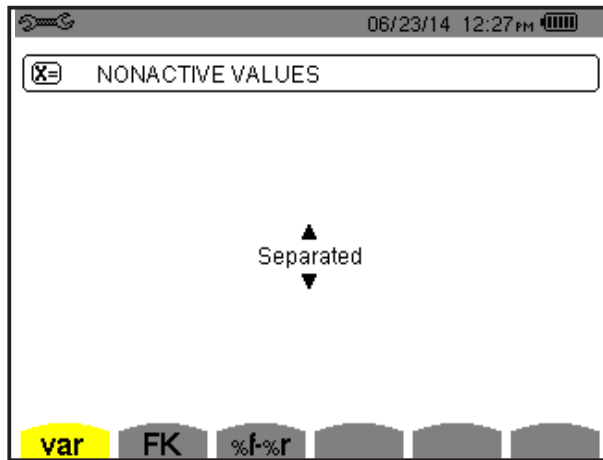 06/23/14 12:27PM
X= NONACTIVE VALUES
Separated
var FK %f-%r